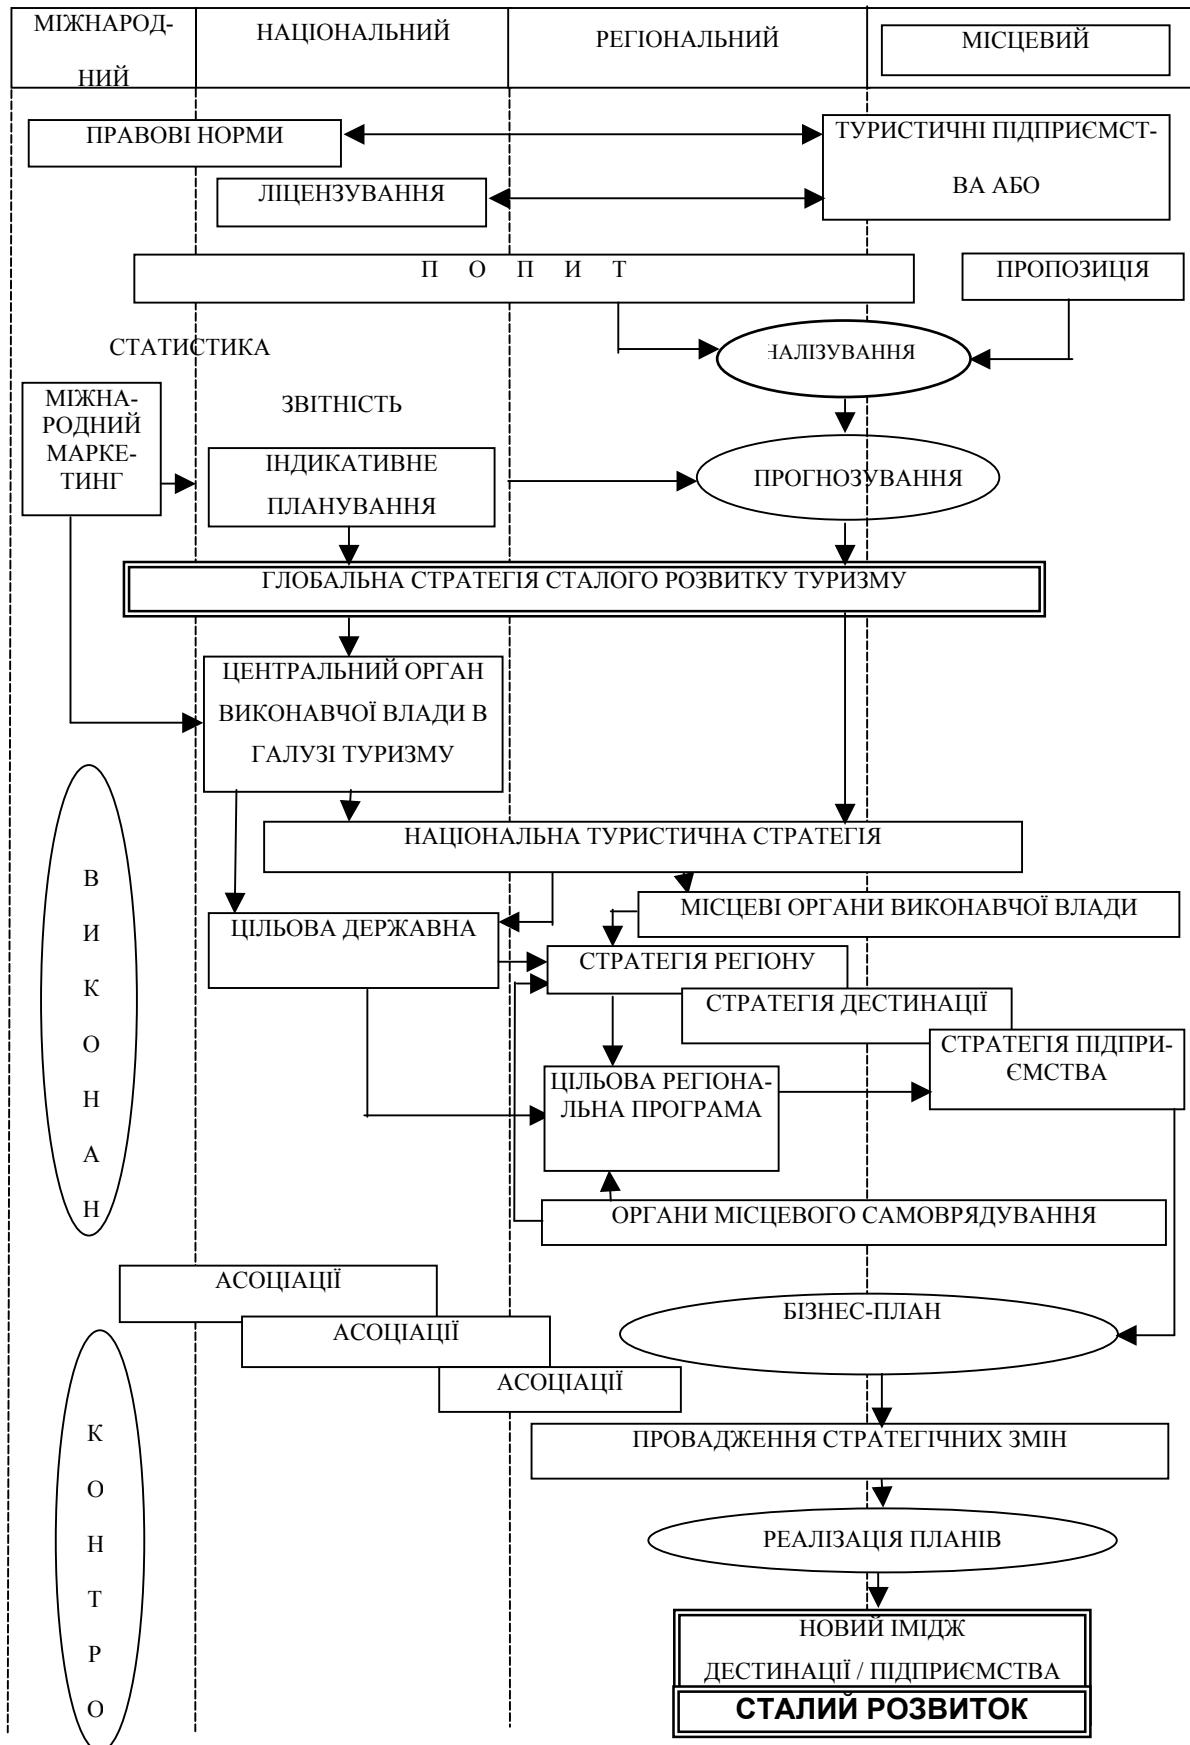 МІЖНАРОД-
НИЙ
НАЦІОНАЛЬНИЙ
РЕГІОНАЛЬНИЙ
МІСЦЕВИЙ
ПРАВОВІ НОРМИ
ТУРИСТИЧНІ ПІДПРИЄМСТ-
ВА АБО
ЛІЦЕНЗУВАННЯ
П О П И Т
ПРОПОЗИЦІЯ
СТАТИСТИКА
НАЛІЗУВАННЯ
МІЖНА-
РОДНИЙ
МАРКЕ-
ТИНГ
ЗВІТНІСТЬ
ІНДИКАТИВНЕ
ПЛАНУВАННЯ
ПРОГНОЗУВАННЯ
ГЛОБАЛЬНА СТРАТЕГІЯ СТАЛОГО РОЗВИТКУ ТУРИЗМУ
ЦЕНТРАЛЬНИЙ ОРГАН
ВИКОНАВЧОЇ ВЛАДИ В
ГАЛУЗІ ТУРИЗМУ
НАЦІОНАЛЬНА ТУРИСТИЧНА СТРАТЕГІЯ
В
И
К
О
Н
А
Н
МІСЦЕВІ ОРГАНИ ВИКОНАВЧОЇ ВЛАДИ
ЦІЛЬОВА ДЕРЖАВНА
СТРАТЕГІЯ РЕГІОНУ
СТРАТЕГІЯ ДЕСТИНАЦІЇ
СТРАТЕГІЯ ПІДПРИ-
ЄМСТВА
ЦІЛЬОВА РЕГІОНА-
ЛЬНА ПРОГРАМА
ОРГАНИ МІСЦЕВОГО САМОВРЯДУВАННЯ
АСОЦІАЦІЇ
АСОЦІАЦІЇ
АСОЦІАЦІЇ
БІЗНЕС-ПЛАН
К
О
Н
Т
Р
О
ПРОВАДЖЕННЯ СТРАТЕГІЧНИХ ЗМІН
РЕАЛІЗАЦІЯ ПЛАНІВ
НОВИЙ ІМІДЖ
ДЕСТИНАЦІЇ / ПІДПРИЄМСТВА
СТАЛИЙ РОЗВИТОК